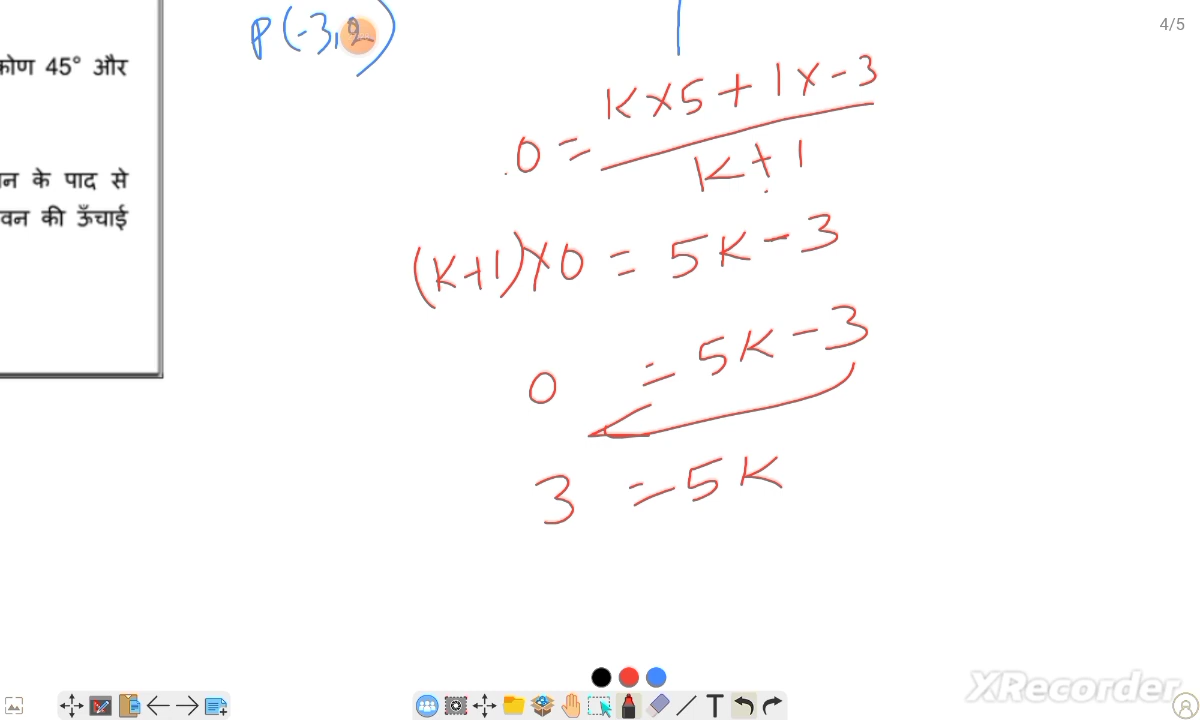 P(-3,2)
4/5
कोण 45° और
K×5+1×-3
0 = 
K+1
न के पाद से
वन की ऊँचाई
(K+1)×0 = 5K-3
0 = 5K-3
3 = 5K
T
XRecorder